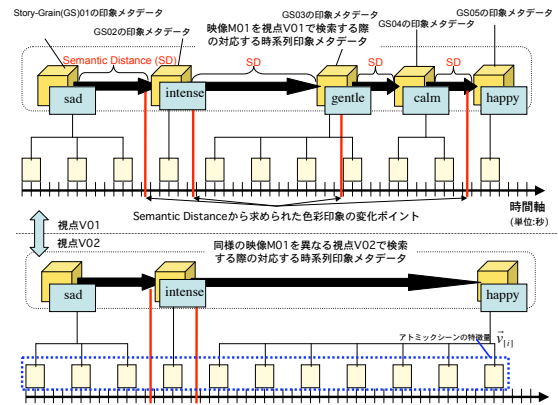 Story-Grain(GS)01の印象メタデータ
GS02の印象メタデータ
GS03の印象メタデータ
映像M01を視点V01で検索する際
の対応する時系列印象メタデータ
GS04の印象メタデータ
GS05の印象メタデータ
Semantic Distance (SD)
SD
SD
SD
sad
intense
gentle
calm
happy
時間軸
(単位:秒)
Semantic Distanceから求められた色彩印象の変化ポイント
視点V01
視点V02
同様の映像M01を異なる視点V02で検索
する際の対応する時系列印象メタデータ
sad
intense
happy
アトミックシーンの特徴量 v[i]